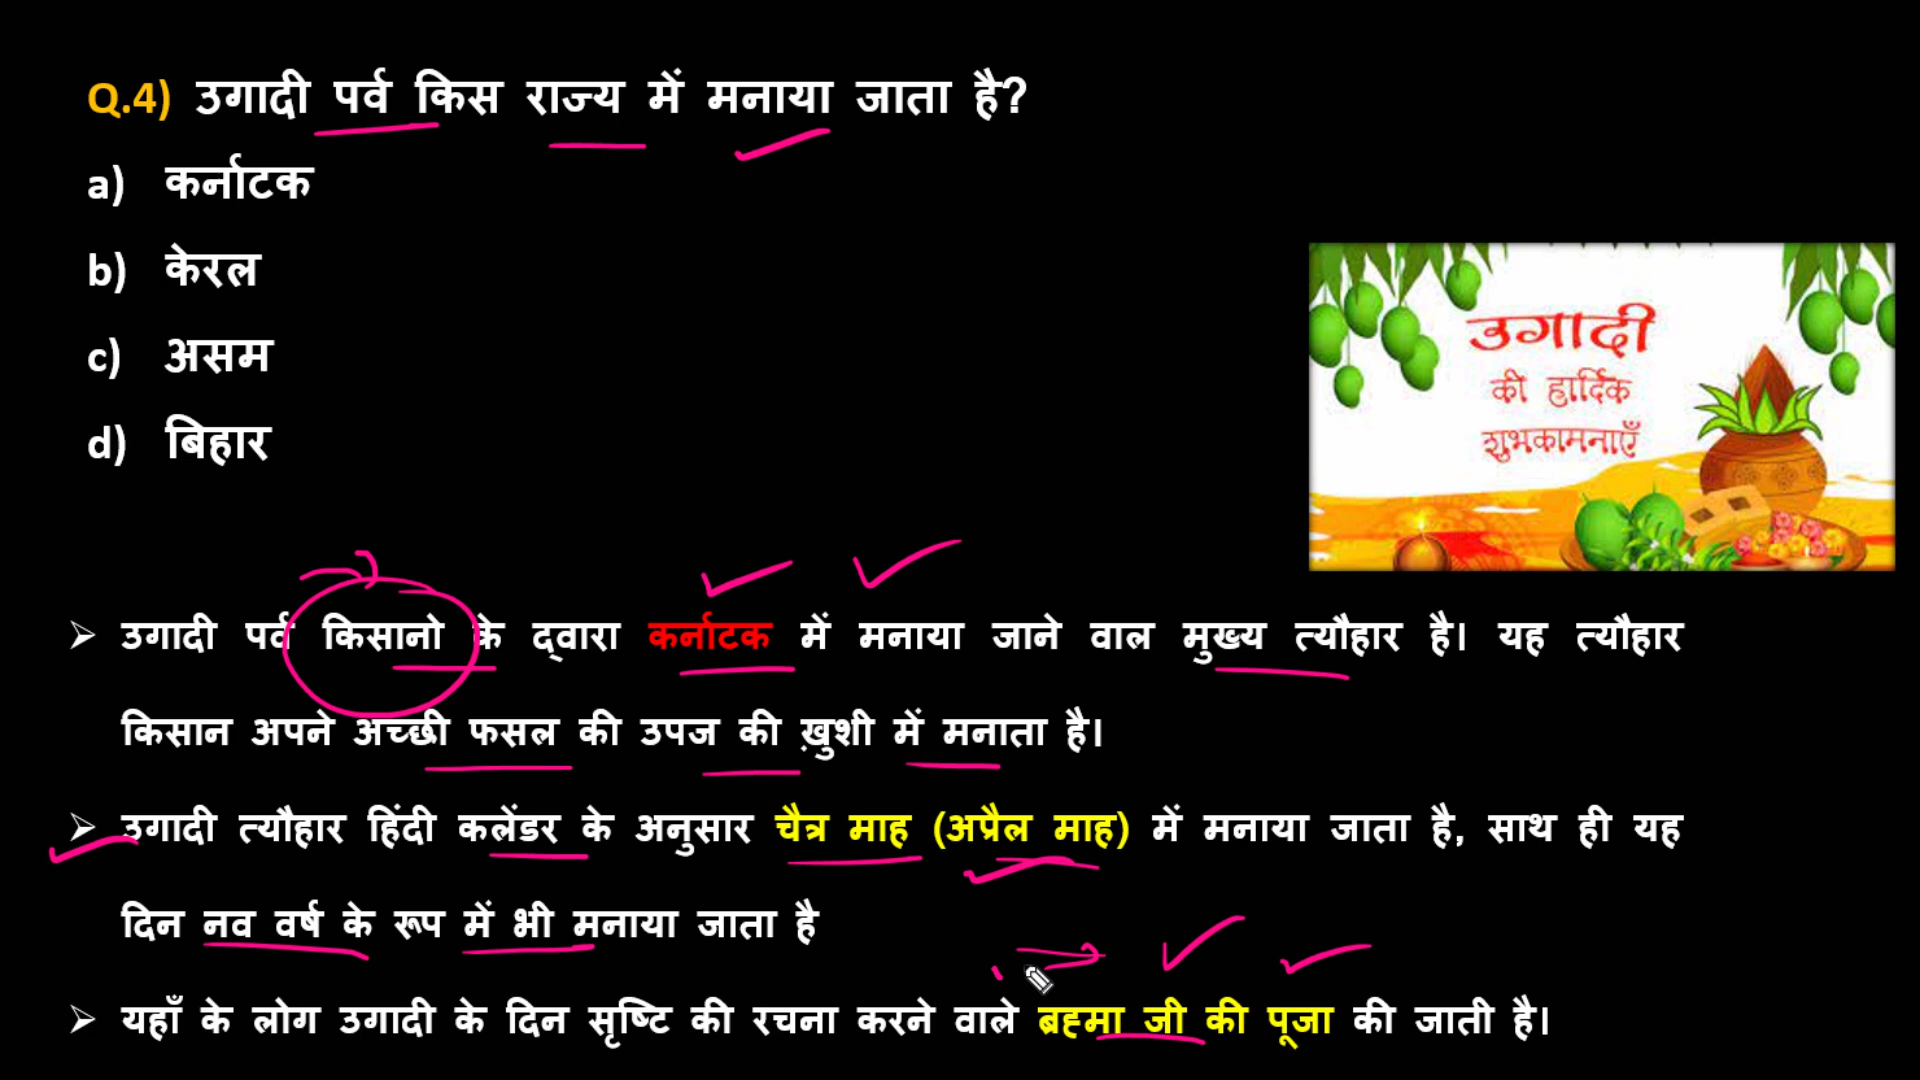 Q.4) उगादी पर्व किस राज्य में मनाया जाता है?
a) कर्नाटक
b) केरल
c) असम
d) बिहार
उगादी
की हार्दिक
शुभकामनाएँ
➢ उगादी पर्व किसानो के द्वारा कर्नाटक में मनाया जाने वाल मुख्य त्यौहार है। यह त्यौहार
किसान अपने अच्छी फसल की उपज की ख़ुशी में मनाता है।
➢ उगादी त्यौहार हिंदी कलेंडर के अनुसार चैत्र माह (अप्रैल माह) में मनाया जाता है, साथ ही यह
दिन नव वर्ष के रूप में भी मनाया जाता है
➢ यहाँ के लोग उगादी के दिन सृष्टि की रचना करने वाले ब्रह्मा जी की पूजा की जाती है।